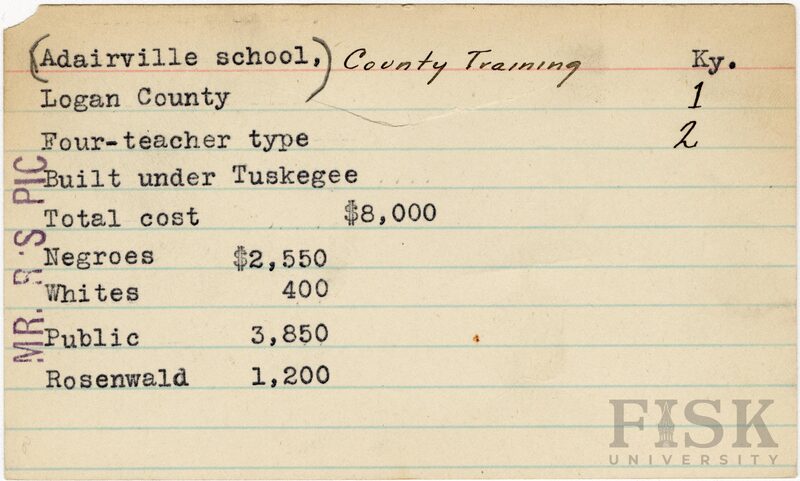 (Adairville school,) County Training Ky.
Logan County 1
Four-teacher type 2
Built under Tuskegee
Total cost $8,000
Negroes $2,550
Whites 400
Public 3,850
Rosenwald 1,200
MR. R'S PIC
FISK
UNIVERSITY